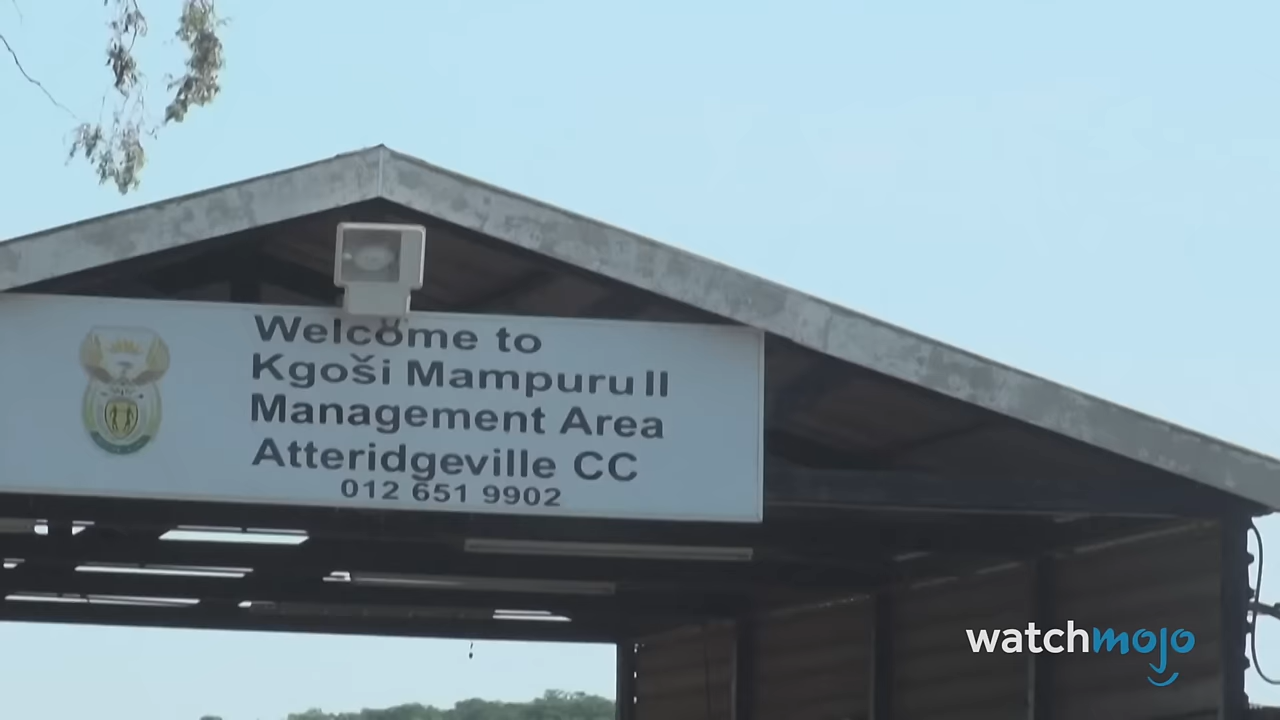 Welcome to
Kgoši Mampuru II
Management Area
Atteridgeville CC
012 651 9902
watchmojo